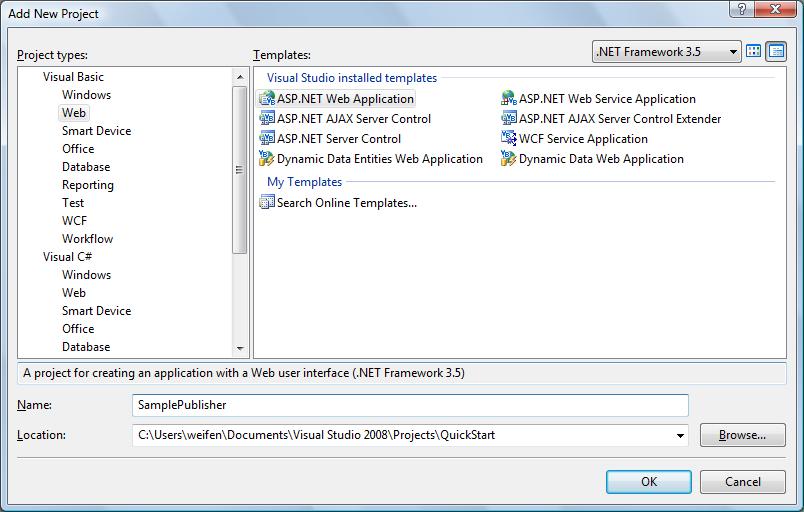 Add New Project
Project types:
Templates:
.NET Framework 3.5
Visual Basic
Windows
Web
Smart Device
Office
Database
Reporting
Test
WCF
Workflow
Visual C#
Windows
Web
Smart Device
Office
Database
Visual Studio installed templates
ASP.NET Web Application
ASP.NET Web Service Application
ASP.NET AJAX Server Control
ASP.NET AJAX Server Control Extender
ASP.NET Server Control
WCF Service Application
Dynamic Data Entities Web Application
Dynamic Data Web Application
My Templates
Search Online Templates...
A project for creating an application with a Web user interface (.NET Framework 3.5)
Name:
SamplePublisher
Location:
C:\Users\weifen\Documents\Visual Studio 2008\Projects\QuickStart
Browse...
OK
Cancel